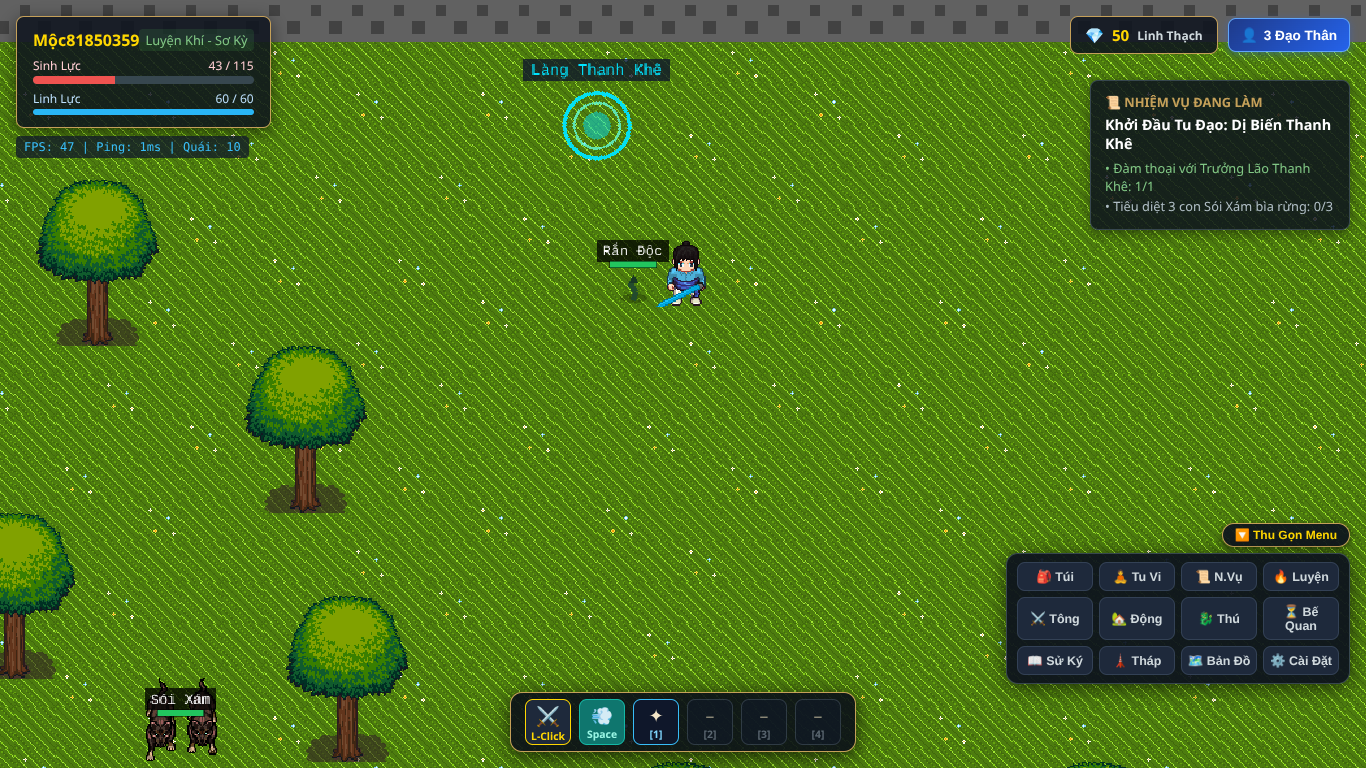 Mộc81850359 Luyện Khí - Sơ Kỳ
Sinh Lực 43 / 115
Linh Lực 60 / 60
FPS: 47 | Ping: 1ms | Quái: 10
Làng Thanh Khê
50 Linh Thạch
3 Đạo Thân
NHIỆM VỤ ĐANG LÀM
Khởi Đầu Tu Đạo: Dị Biến Thanh
Khê
• Đàm thoại với Trưởng Lão Thanh
Khê: 1/1
• Tiêu diệt 3 con Sói Xám bìa rừng: 0/3
Rắn Độc
Thu Gọn Menu
Túi Tu Vi N.Vụ Luyện
Tông Động Thú Bế
Quan
Sử Ký Tháp Bản Đồ Cài Đặt
Sói Xám
L-Click Space [1] [2] [3] [4]